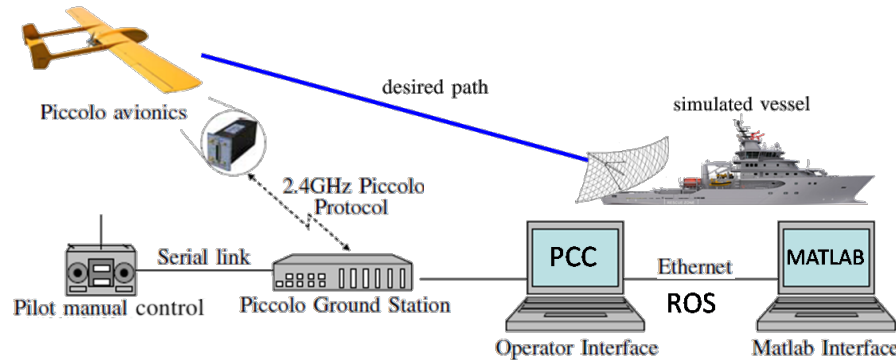 desired path
simulated vessel
Piccolo avionics
2.4GHz Piccolo
Protocol
Serial link
PCC
Ethernet
MATLAB
ROS
Pilot manual control
Piccolo Ground Station
Operator Interface
Matlab Interface